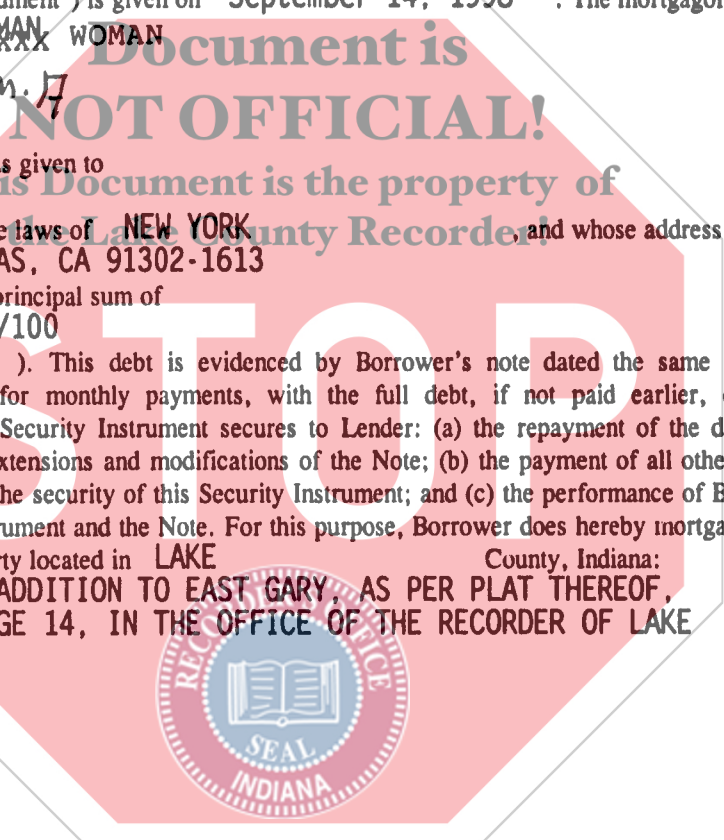 is given on September 14, 1998 . The mortgagor
WOMAN
Document is
NOT OFFICIAL!
s given to
is Document is the property of
e laws of NEW YORK , and whose address
the Lake County Recorder!
AS, CA 91302-1613
principal sum of
/100
STOP
). This debt is evidenced by Borrower's note dated the same
for monthly payments, with the full debt, if not paid earlier,
Security Instrument secures to Lender: (a) the repayment of the d
xtensions and modifications of the Note; (b) the payment of all othe
he security of this Security Instrument; and (c) the performance of B
rument and the Note. For this purpose, Borrower does hereby mortga
rty located in LAKE County, Indiana:
ADDITION TO EAST GARY, AS PER PLAT THEREOF,
GE 14, IN THE OFFICE OF THE RECORDER OF LAKE
RECORDER'S OFFICE
SEAL
INDIANA